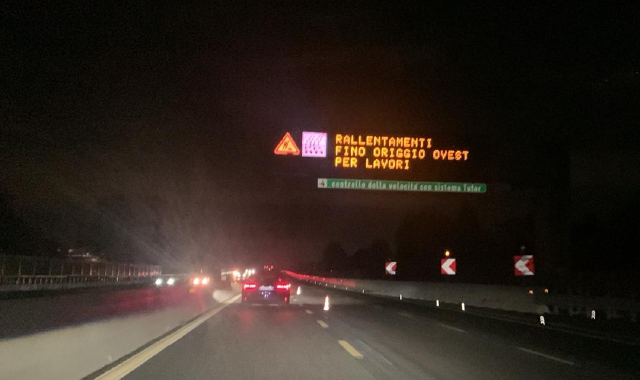 RALLENTAMENTI
FINO ORIGGIO OVEST
PER LAVORI
controllo della velocità con sistema Tutor